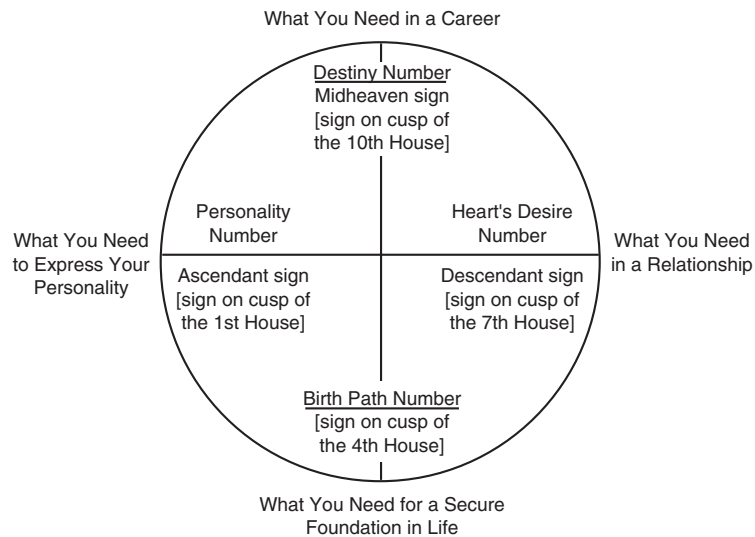 What You Need in a Career
Destiny Number
Midheaven sign
[sign on cusp of
the 10th House]
Personality
Number
Heart's Desire
Number
What You Need
to Express Your
Personality
What You Need
in a Relationship
Ascendant sign
[sign on cusp of
the 1st House]
Descendant sign
[sign on cusp of
the 7th House]
Birth Path Number
[sign on cusp of
the 4th House]
What You Need for a Secure
Foundation in Life